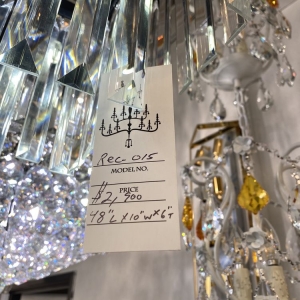 Rec 015
MODEL NO.
PRICE
$2,900
48"L X 10"W X 6"T